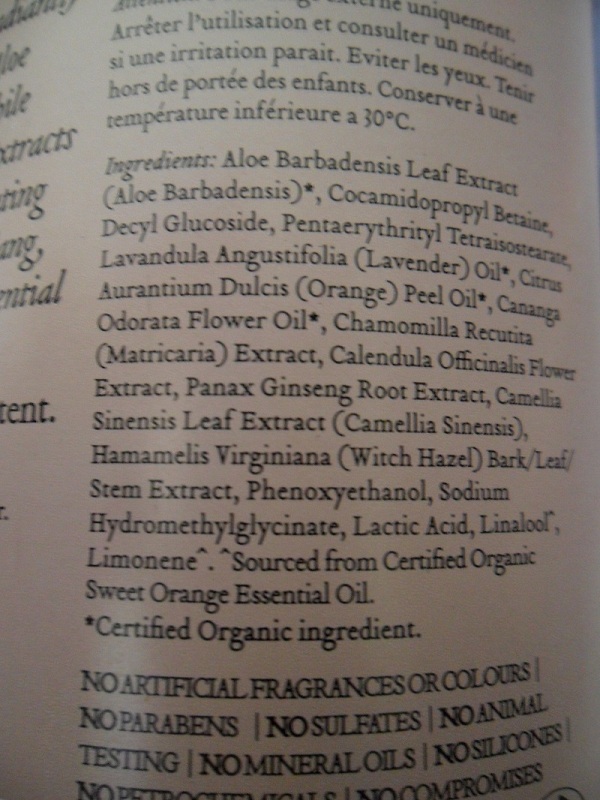 externe uniquement.
Arrêter l'utilisation et consulter un médicien
si une irritation parait. Eviter les yeux. Tenir
hors de portée des enfants. Conserver à une
température inférieure a 30°C.
Ingredients: Aloe Barbadensis Leaf Extract
(Aloe Barbadensis)*, Cocamidopropyl Betaine,
Decyl Glucoside, Pentaerythrityl Tetraisostearate,
Lavandula Angustifolia (Lavender) Oil*, Citrus
Aurantium Dulcis (Orange) Peel Oil*, Cananga
Odorata Flower Oil*, Chamomilla Recutita
(Matricaria) Extract, Calendula Officinalis Flower
Extract, Panax Ginseng Root Extract, Camellia
Sinensis Leaf Extract (Camellia Sinensis),
Hamamelis Virginiana (Witch Hazel) Bark/Leaf/
Stem Extract, Phenoxyethanol, Sodium
Hydromethylglycinate, Lactic Acid, Linalool^,
Limonene^. ^Sourced from Certified Organic
Sweet Orange Essential Oil.
*Certified Organic ingredient.
NO ARTIFICIAL FRAGRANCES OR COLOURS |
NO PARABENS | NO SULFATES | NO ANIMAL
TESTING | NO MINERAL OILS | NO SILICONES |
NO PETROCHEMICALS | NO COMPROMISES